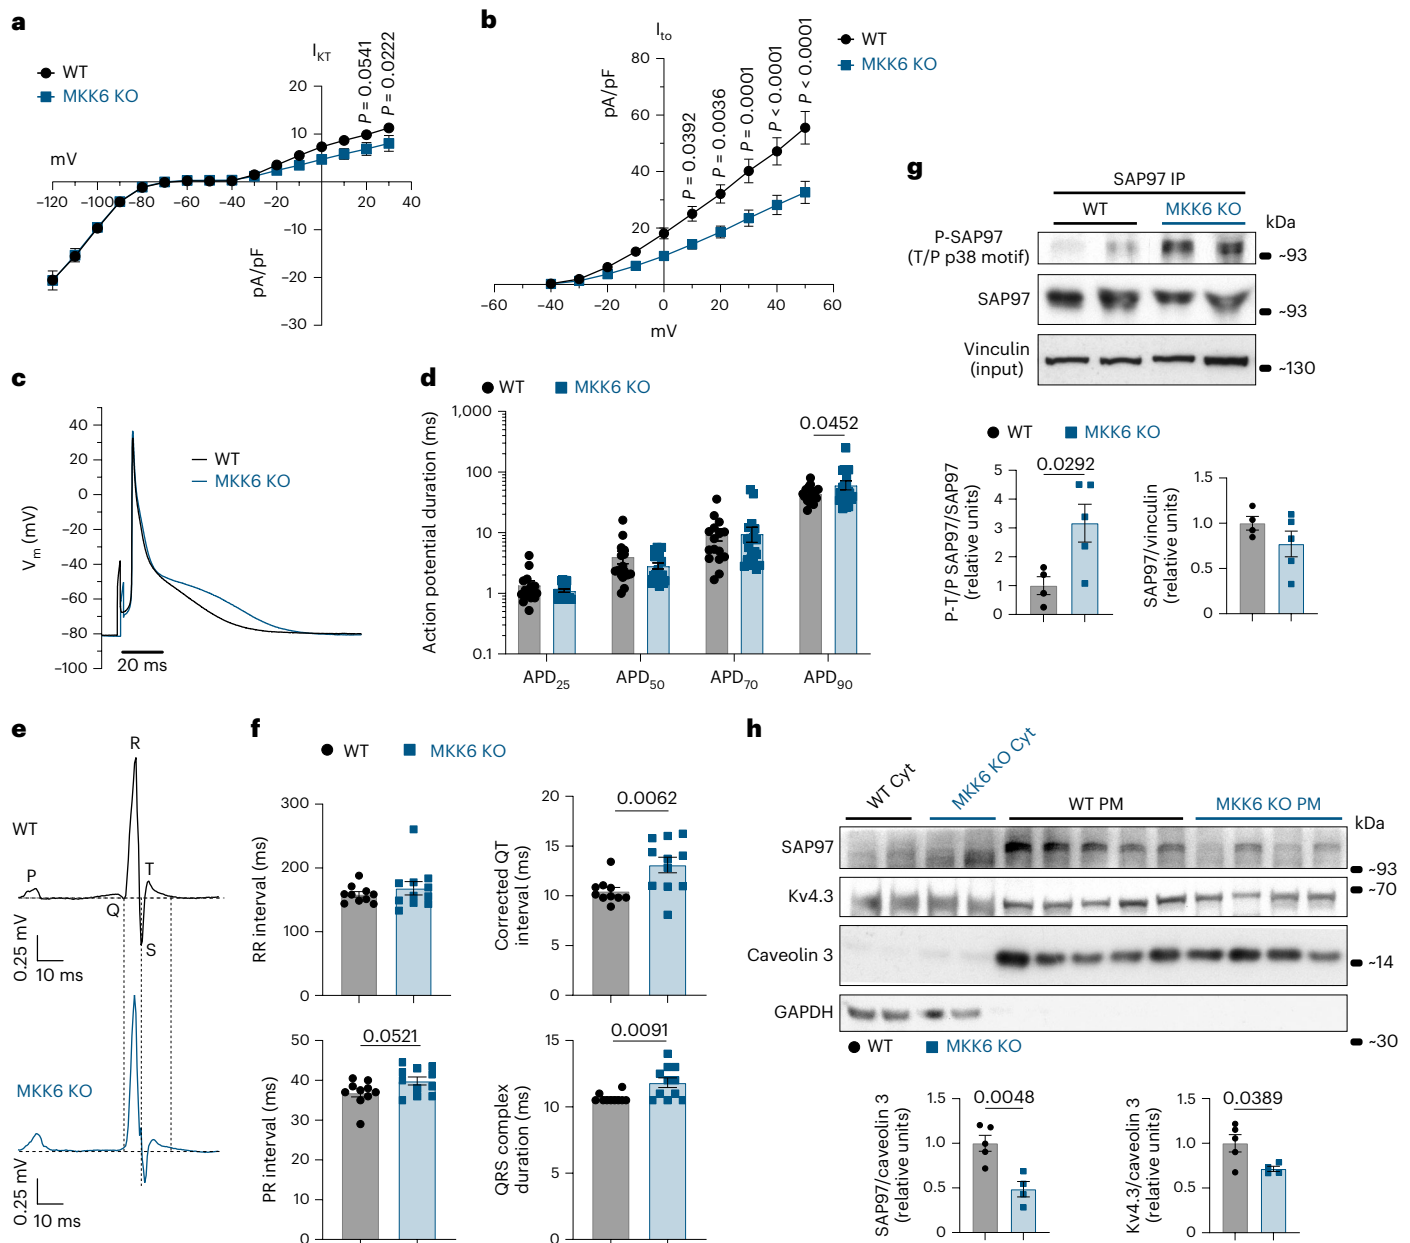 a
WT
MKK6 KO
I_KT
P = 0.0541
P = 0.0222
20
10
mV
−120
−100
−80
−60
−40
−20
20
40
−10
−20
−30
pA/pF
b
I_to
WT
MKK6 KO
80
60
40
20
pA/pF
P = 0.0392
P = 0.0036
P = 0.0001
P < 0.0001
P < 0.0001
−60
−40
−20
0
20
40
60
mV
c
40
20
0
−20
−40
−60
−80
−100
V_m (mV)
WT
MKK6 KO
20 ms
d
WT
MKK6 KO
Action potential duration (ms)
1,000
100
10
1
0.1
0.0452
APD25
APD50
APD70
APD90
e
WT
R
P
T
Q
S
0.25 mV
10 ms
MKK6 KO
0.25 mV
10 ms
f
WT
MKK6 KO
RR interval (ms)
300
200
100
0
Corrected QT
interval (ms)
20
15
10
5
0
0.0062
PR interval (ms)
50
40
30
20
10
0
0.0521
QRS complex
duration (ms)
15
10
5
0
0.0091
g
SAP97 IP
WT
MKK6 KO
kDa
P-SAP97
(T/P p38 motif)
~93
SAP97
~93
Vinculin
(input)
~130
WT
MKK6 KO
P-T/P SAP97/SAP97
(relative units)
5
4
3
2
1
0
0.0292
SAP97/vinculin
(relative units)
1.5
1.0
0.5
0
h
WT Cyt
MKK6 KO Cyt
WT PM
MKK6 KO PM
kDa
SAP97
~93
~70
Kv4.3
Caveolin 3
~14
GAPDH
~30
WT
MKK6 KO
SAP97/caveolin 3
(relative units)
1.5
1.0
0.5
0
0.0048
Kv4.3/caveolin 3
(relative units)
1.5
1.0
0.5
0
0.0389